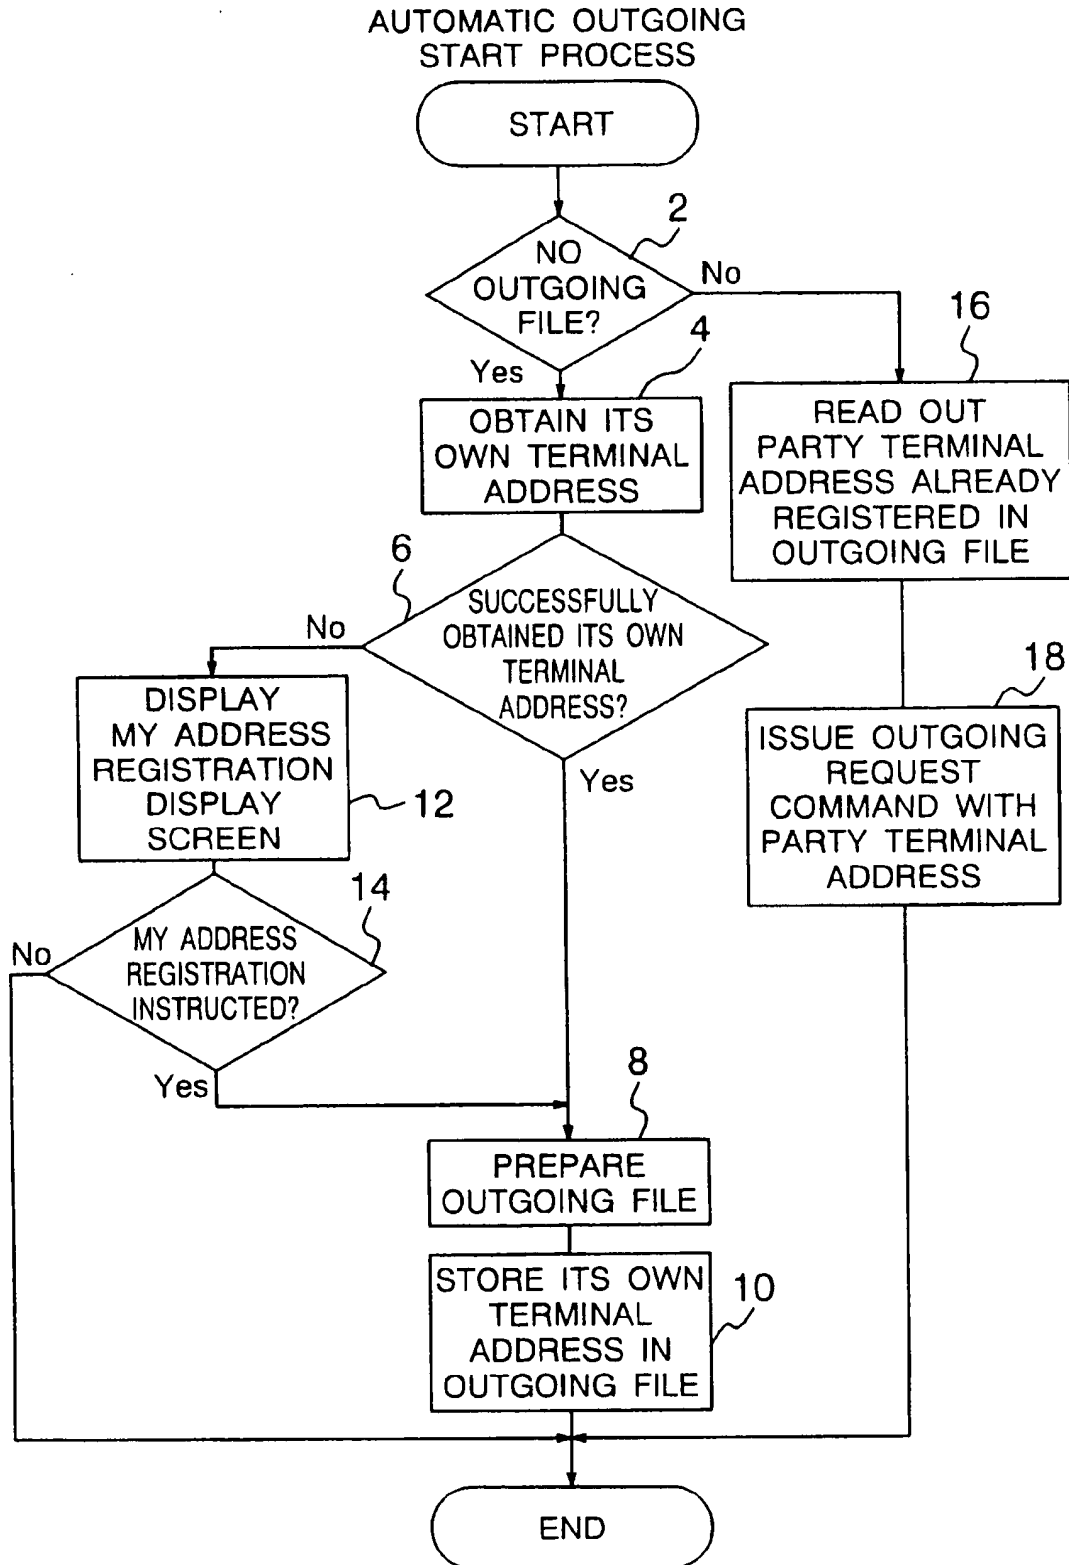 AUTOMATIC OUTGOING
START PROCESS
START
2
NO
OUTGOING
FILE?
No
Yes
4
OBTAIN ITS
OWN TERMINAL
ADDRESS
16
READ OUT
PARTY TERMINAL
ADDRESS ALREADY
REGISTERED IN
OUTGOING FILE
6
SUCCESSFULLY
OBTAINED ITS OWN
TERMINAL
ADDRESS?
No
Yes
18
ISSUE OUTGOING
REQUEST
COMMAND WITH
PARTY TERMINAL
ADDRESS
DISPLAY
MY ADDRESS
REGISTRATION
DISPLAY
SCREEN
12
14
MY ADDRESS
REGISTRATION
INSTRUCTED?
No
Yes
8
PREPARE
OUTGOING FILE
STORE ITS OWN
TERMINAL
ADDRESS IN
OUTGOING FILE
10
END